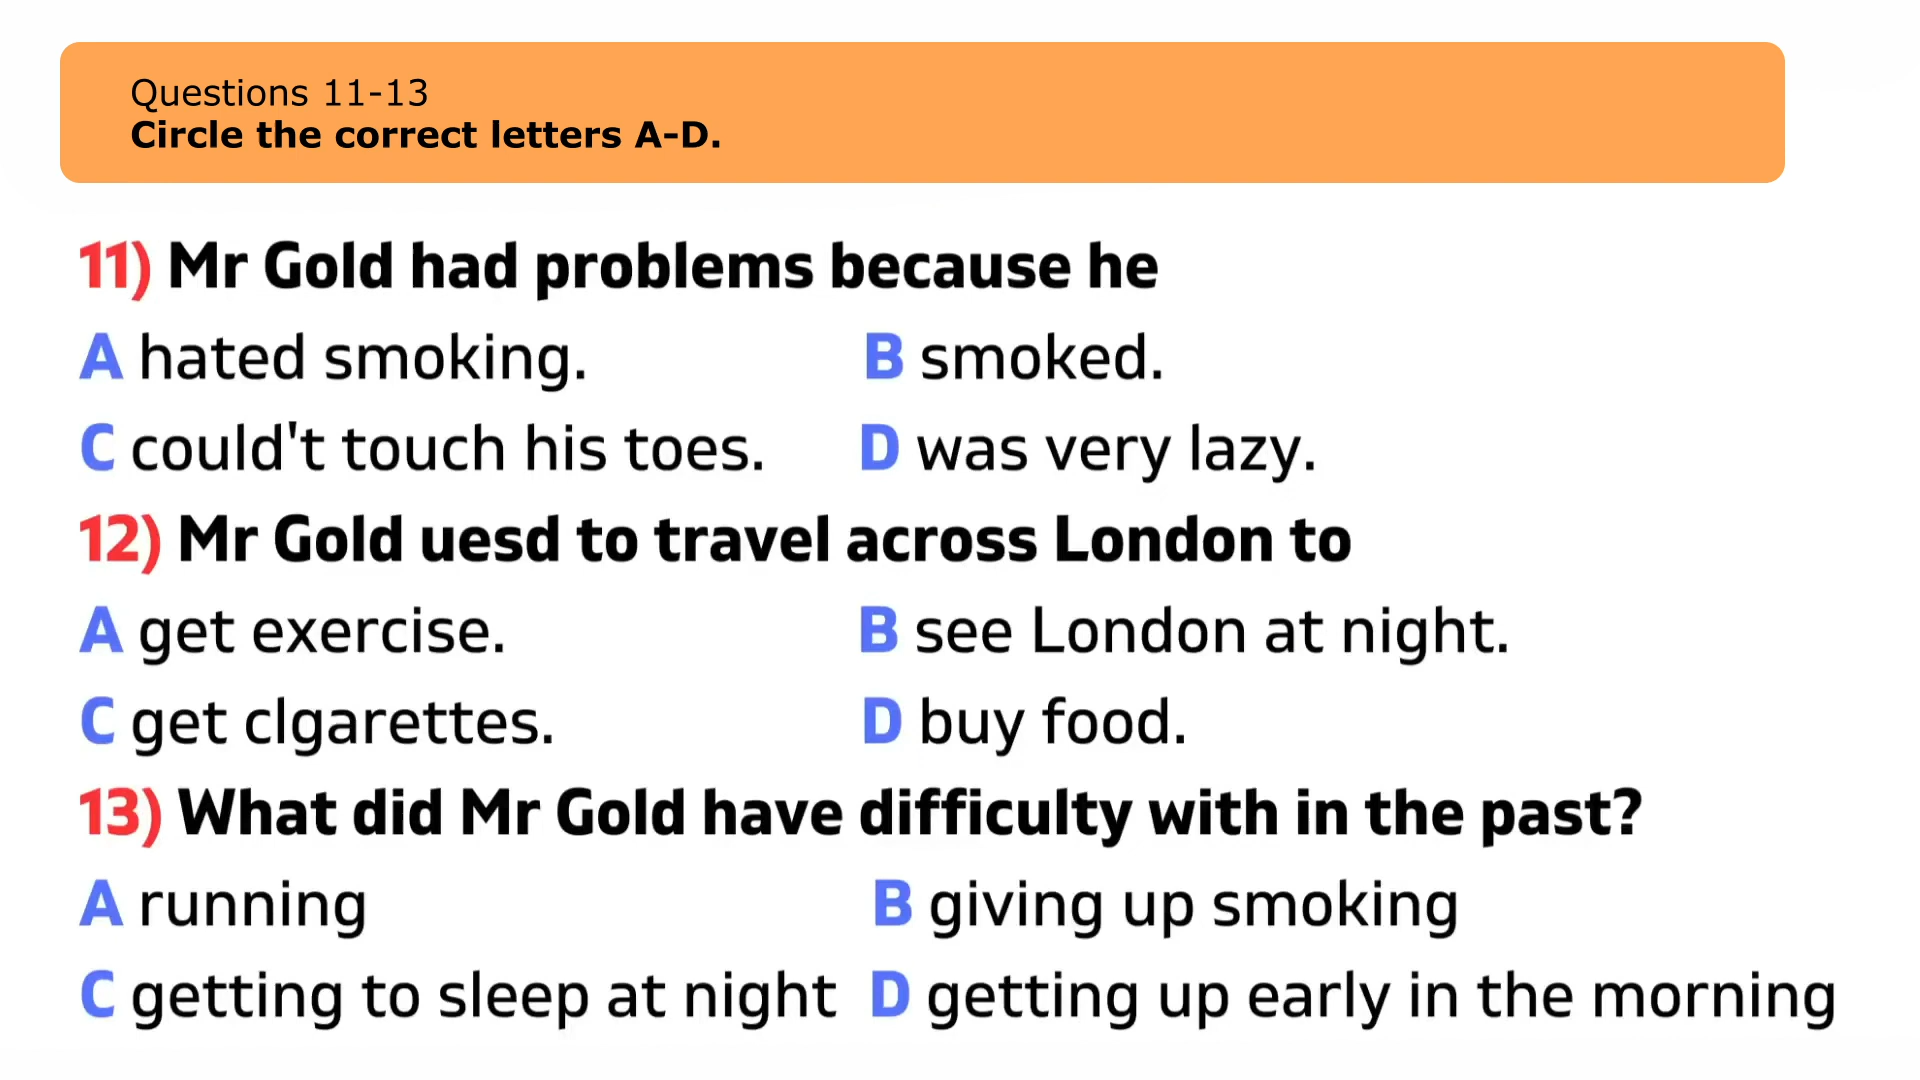 Questions 11-13
Circle the correct letters A-D.
11) Mr Gold had problems because he
A hated smoking. B smoked.
C could't touch his toes. D was very lazy.
12) Mr Gold uesd to travel across London to
A get exercise. B see London at night.
C get clgarettes. D buy food.
13) What did Mr Gold have difficulty with in the past?
A running B giving up smoking
C getting to sleep at night D getting up early in the morning